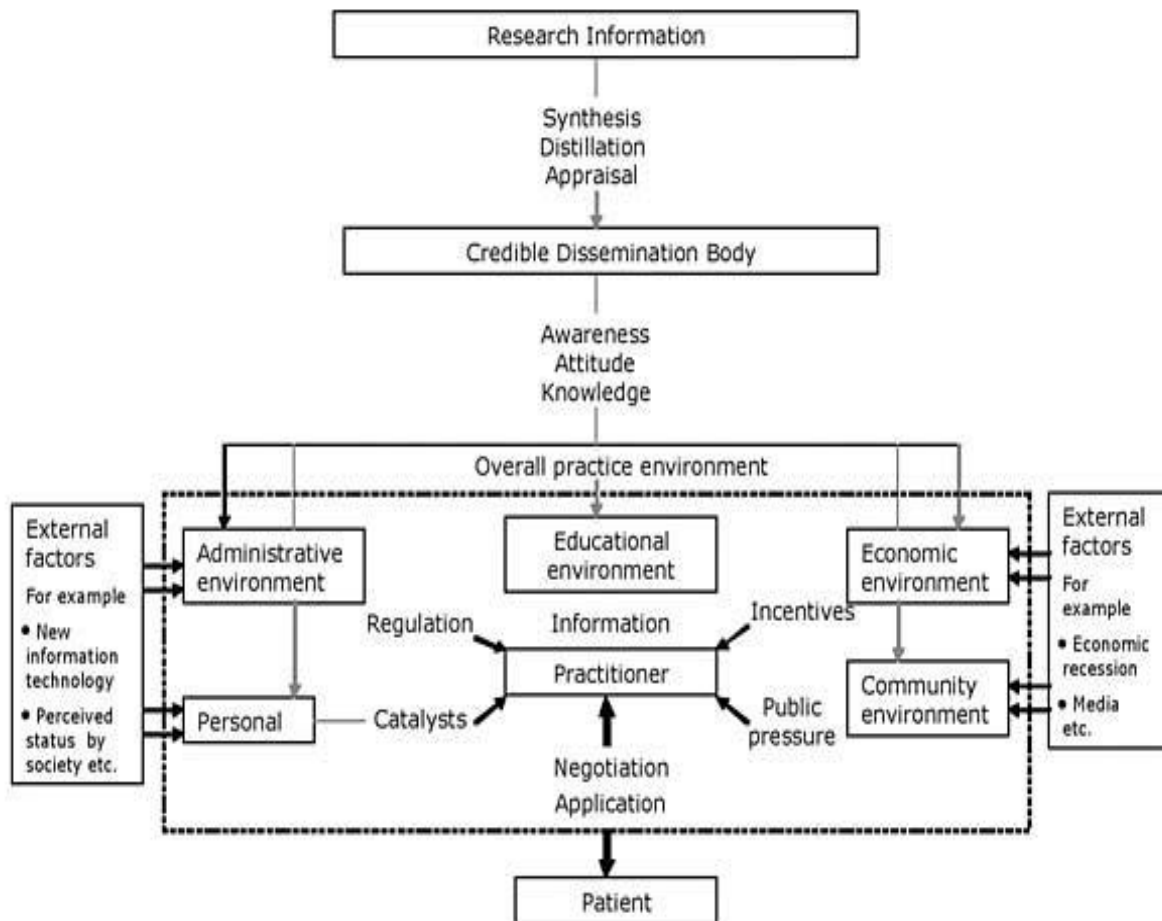 Research Information
Synthesis
Distillation
Appraisal
Credible Dissemination Body
Awareness
Attitude
Knowledge
Overall practice environment
External
factors
For example
• New
information
technology
• Perceived
status by
society etc.
Administrative
environment
Educational
environment
Economic
environment
External
factors
For
example
• Economic
recession
• Media
etc.
Regulation
Information
Incentives
Practitioner
Personal
Catalysts
Public
pressure
Community
environment
Negotiation
Application
Patient